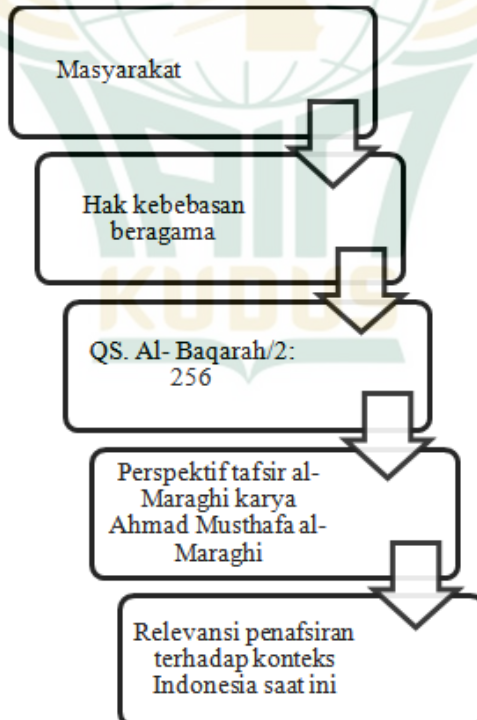 Masyarakat
Hak kebebasan
beragama
QS. Al- Baqarah/2:
256
Perspektif tafsir al-
Maraghi karya
Ahmad Musthafa al-
Maraghi
Relevansi penafsiran
terhadap konteks
Indonesia saat ini
KUDUS